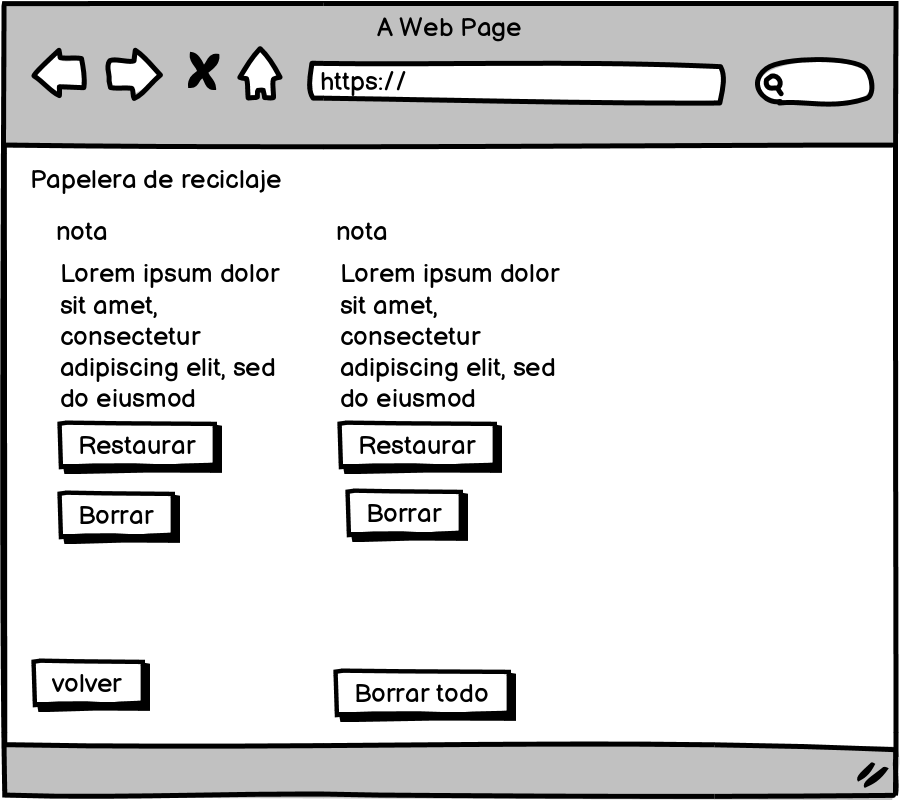 A Web Page
https://
Papelera de reciclaje
nota
Lorem ipsum dolor
sit amet,
consectetur
adipiscing elit, sed
do eiusmod
Restaurar
Borrar
nota
Lorem ipsum dolor
sit amet,
consectetur
adipiscing elit, sed
do eiusmod
Restaurar
Borrar
volver
Borrar todo